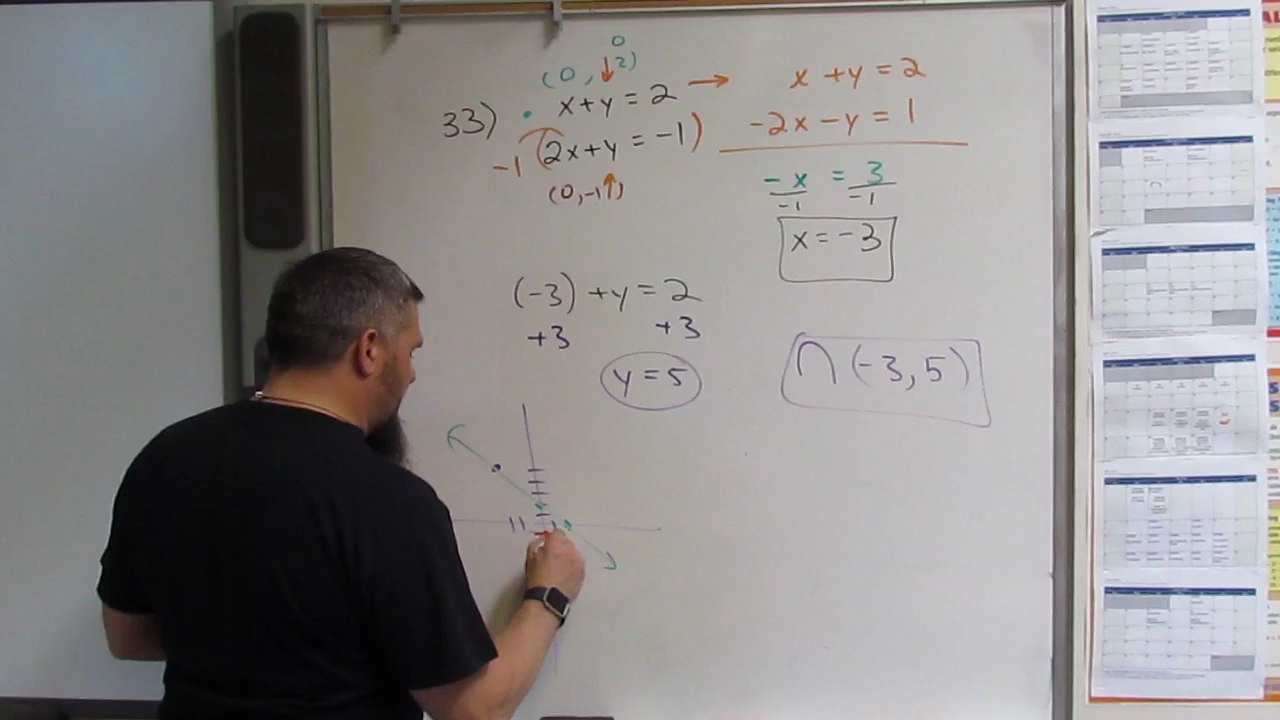 0
(0, 2)
33) x+y = 2 → x + y = 2
-1 (2x+y = -1) -2x - y = 1
(0, -1)
-x = 3
-1 -1
x = -3
(-3) + y = 2
+3 +3
y = 5
∩ (-3, 5)